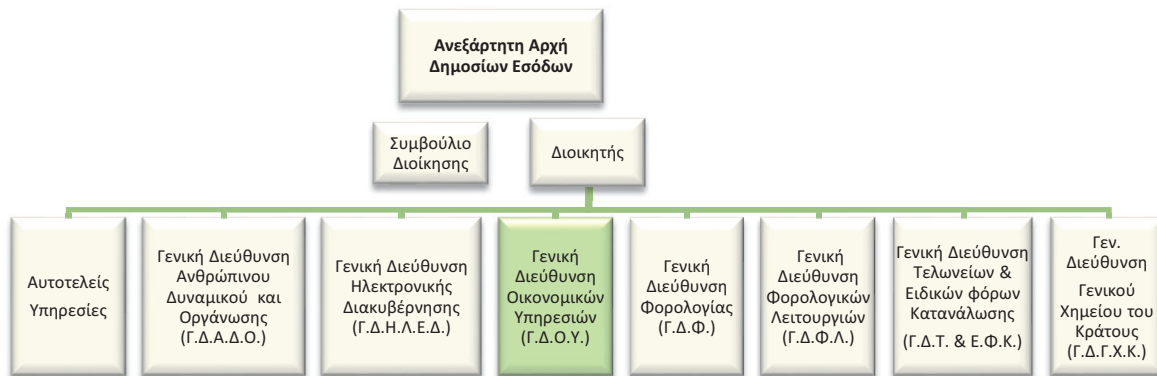 Ανεξάρτητη Αρχή
Δημοσίων Εσόδων
Συμβούλιο
Διοίκησης
Διοικητής
Αυτοτελείς
Υπηρεσίες
Γενική Διεύθυνση
Ανθρώπινου
Δυναμικού και
Οργάνωσης
(Γ.Δ.Α.Δ.Ο.)
Γενική Διεύθυνση
Ηλεκτρονικής
Διακυβέρνησης
(Γ.Δ.Η.Λ.Ε.Δ.)
Γενική
Διεύθυνση
Οικονομικών
Υπηρεσιών
(Γ.Δ.Ο.Υ.)
Γενική
Διεύθυνση
Φορολογίας
(Γ.Δ.Φ.)
Γενική
Διεύθυνση
Φορολογικών
Λειτουργιών
(Γ.Δ.Φ.Λ.)
Γενική Διεύθυνση
Τελωνείων &
Ειδικών φόρων
Κατανάλωσης
(Γ.Δ.Τ. & Ε.Φ.Κ.)
Γεν.
Διεύθυνση
Γενικού
Χημείου του
Κράτους
(Γ.Δ.Γ.Χ.Κ.)